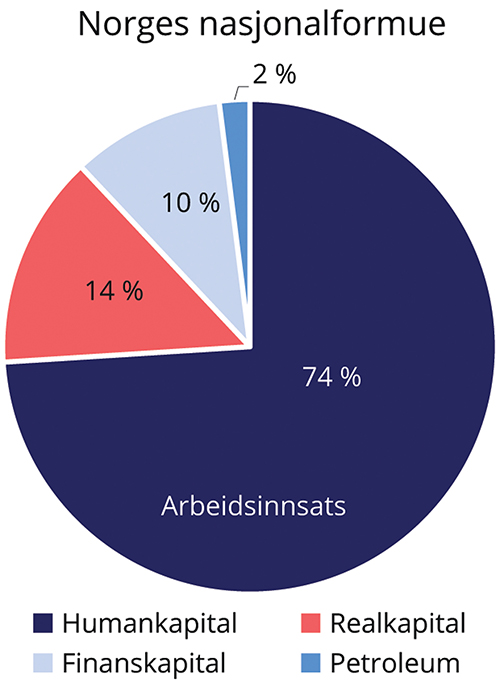 Norges nasjonalformue
2 %
10 %
14 %
74 %
Arbeidsinnsats
Humankapital
Realkapital
Finanskapital
Petroleum